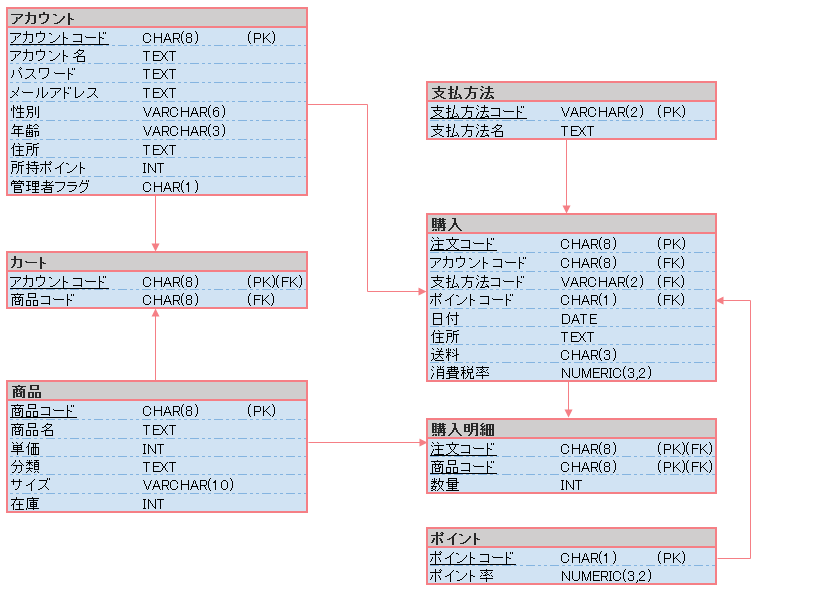 アカウント
アカウントコード CHAR(8) (PK)
アカウント名 TEXT
パスワード TEXT
メールアドレス TEXT
性別 VARCHAR(6)
年齢 VARCHAR(3)
住所 TEXT
所持ポイント INT
管理者フラグ CHAR(1)
カート
アカウントコード CHAR(8) (PK)(FK)
商品コード CHAR(8) (FK)
商品
商品コード CHAR(8) (PK)
商品名 TEXT
単価 INT
分類 TEXT
サイズ VARCHAR(10)
在庫 INT
支払方法
支払方法コード VARCHAR(2) (PK)
支払方法名 TEXT
購入
注文コード CHAR(8) (PK)
アカウントコード CHAR(8) (FK)
支払方法コード VARCHAR(2) (FK)
ポイントコード CHAR(1) (FK)
日付 DATE
住所 TEXT
送料 CHAR(3)
消費税率 NUMERIC(3,2)
購入明細
注文コード CHAR(8) (PK)(FK)
商品コード CHAR(8) (PK)(FK)
数量 INT
ポイント
ポイントコード CHAR(1) (PK)
ポイント率 NUMERIC(3,2)